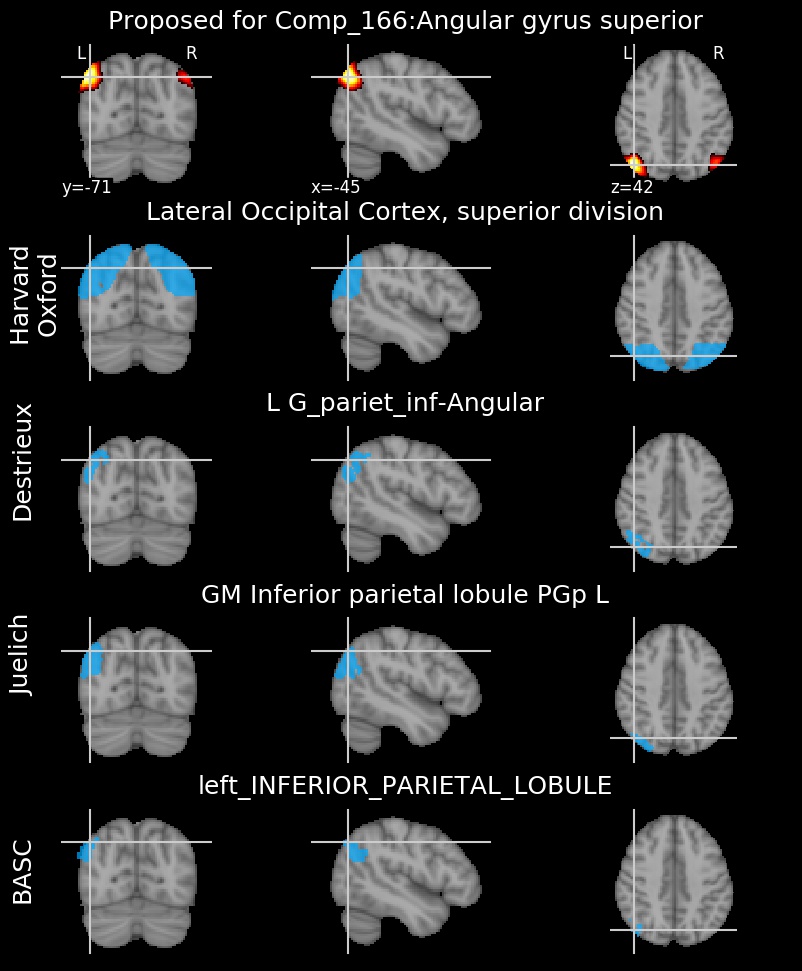 Proposed for Comp_166:Angular gyrus superior
L R L R
y=-71 x=-45 z=42
Lateral Occipital Cortex, superior division
Harvard
Oxford
L G_pariet_inf-Angular
Destrieux
GM Inferior parietal lobule PGp L
Juelich
left_INFERIOR_PARIETAL_LOBULE
BASC